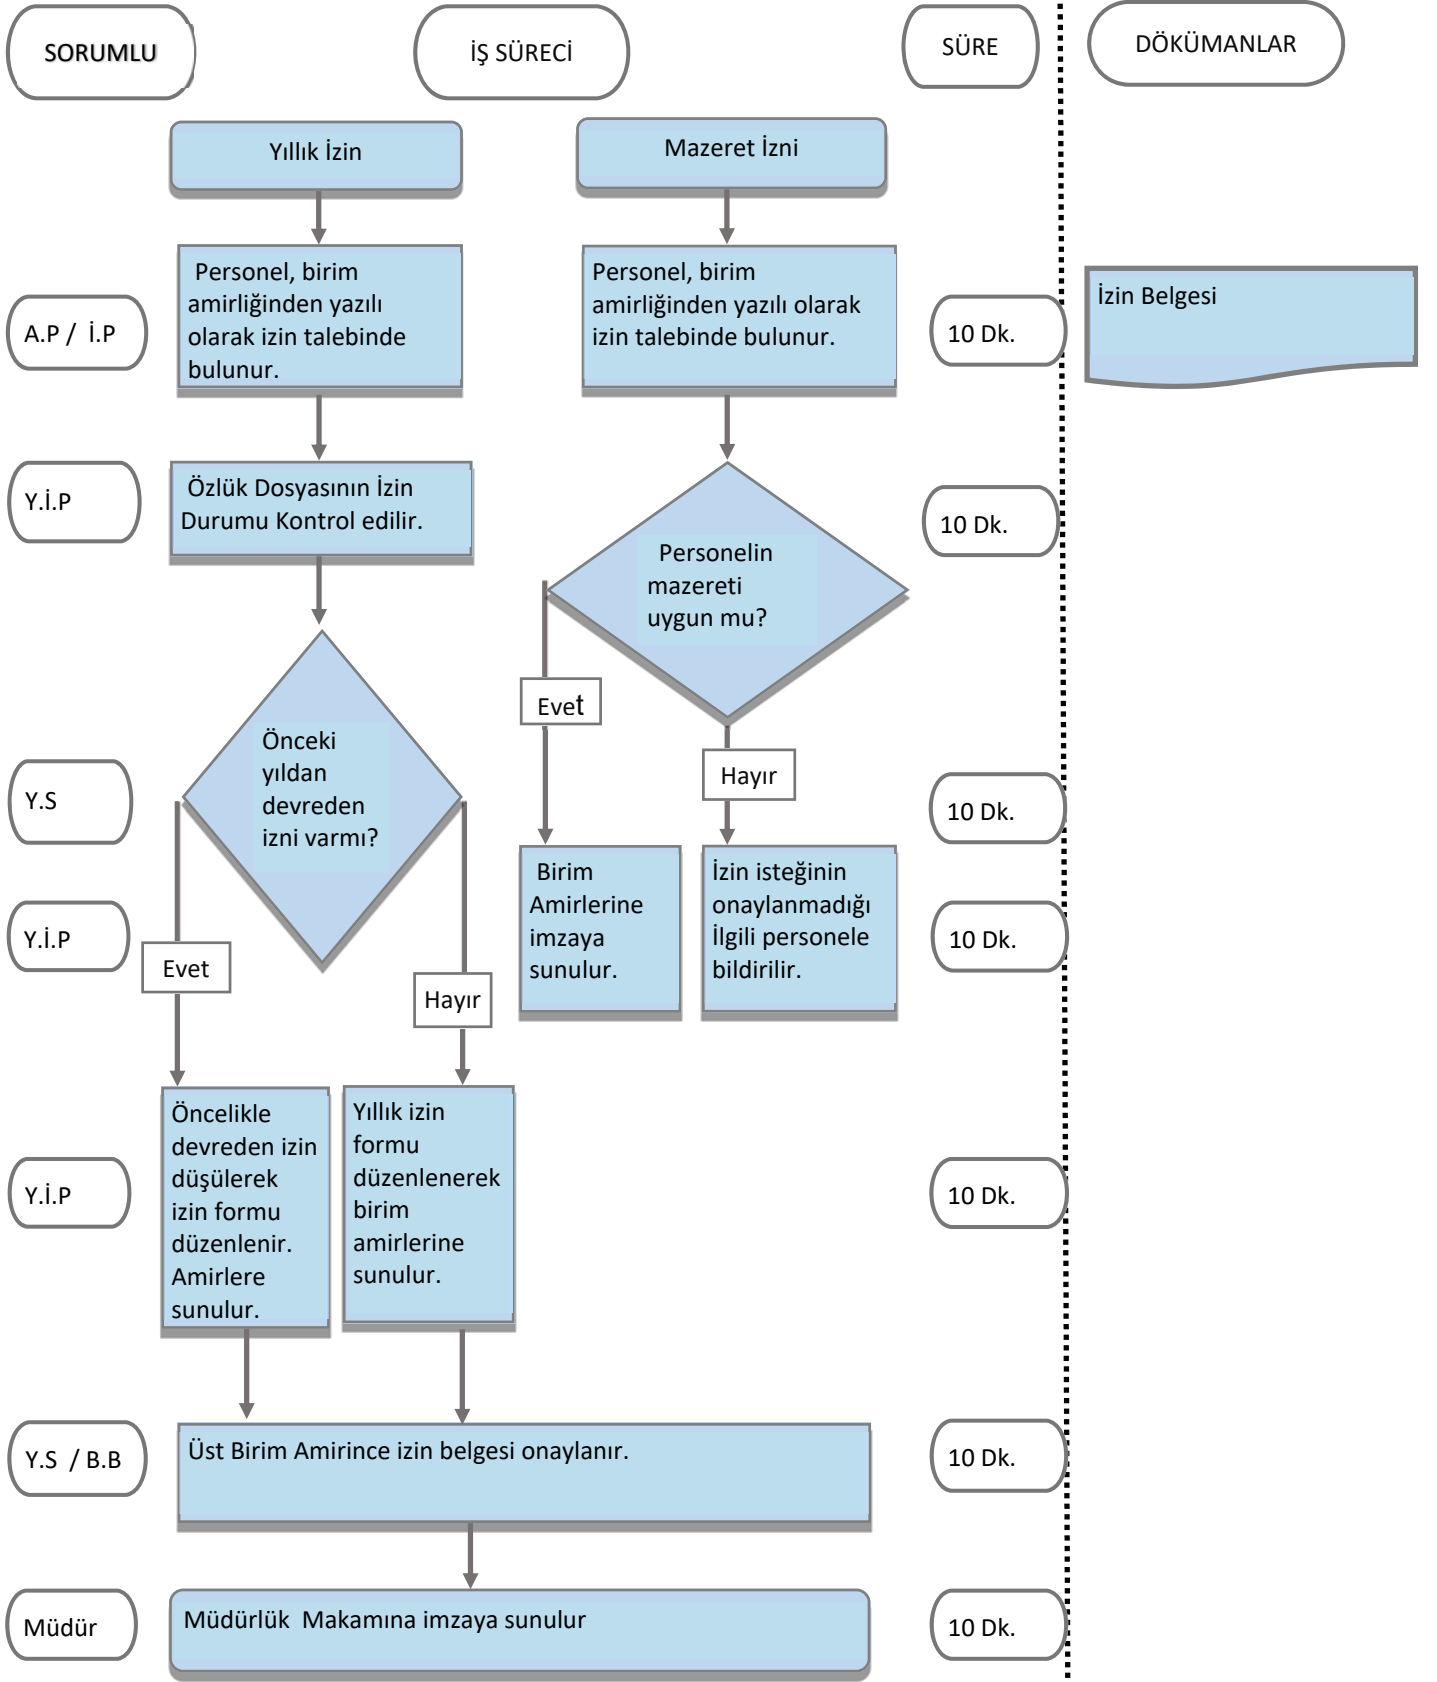 SORUMLU
İŞ SÜRECİ
SÜRE
DÖKÜMANLAR
Yıllık İzin
Mazeret İzni
A.P / İ.P
Personel, birim
amirliğinden yazılı
olarak izin talebinde
bulunur.
Personel, birim
amirliğinden yazılı olarak
izin talebinde bulunur.
10 Dk.
İzin Belgesi
Y.İ.P
Özlük Dosyasının İzin
Durumu Kontrol edilir.
Personelin
mazereti
uygun mu?
10 Dk.
Evet
Hayır
Y.S
Önceki
yıldan
devreden
izni varmı?
10 Dk.
Birim
Amirlerine
imzaya
sunulur.
İzin isteğinin
onaylanmadığı
İlgili personele
bildirilir.
Y.İ.P
10 Dk.
Evet
Hayır
Y.İ.P
Öncelikle
devreden izin
düşülerek
izin formu
düzenlenir.
Amirlere
sunulur.
Yıllık izin
formu
düzenlenerek
birim
amirlerine
sunulur.
10 Dk.
Y.S / B.B
Üst Birim Amirince izin belgesi onaylanır.
10 Dk.
Müdür
Müdürlük Makamına imzaya sunulur
10 Dk.